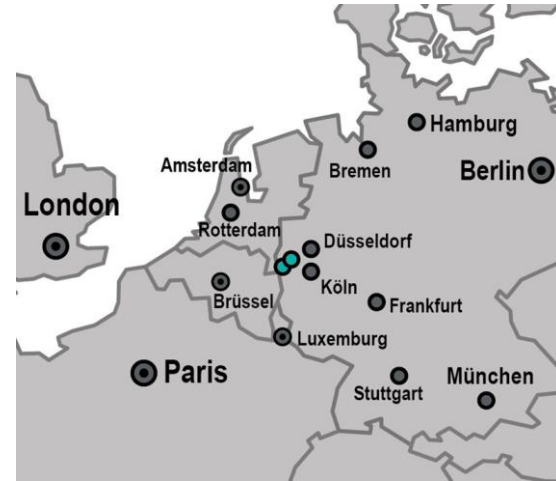 Hamburg
Bremen
Amsterdam
Berlin
London
Rotterdam
Düsseldorf
Köln
Brüssel
Frankfurt
Luxemburg
Paris
Stuttgart
München